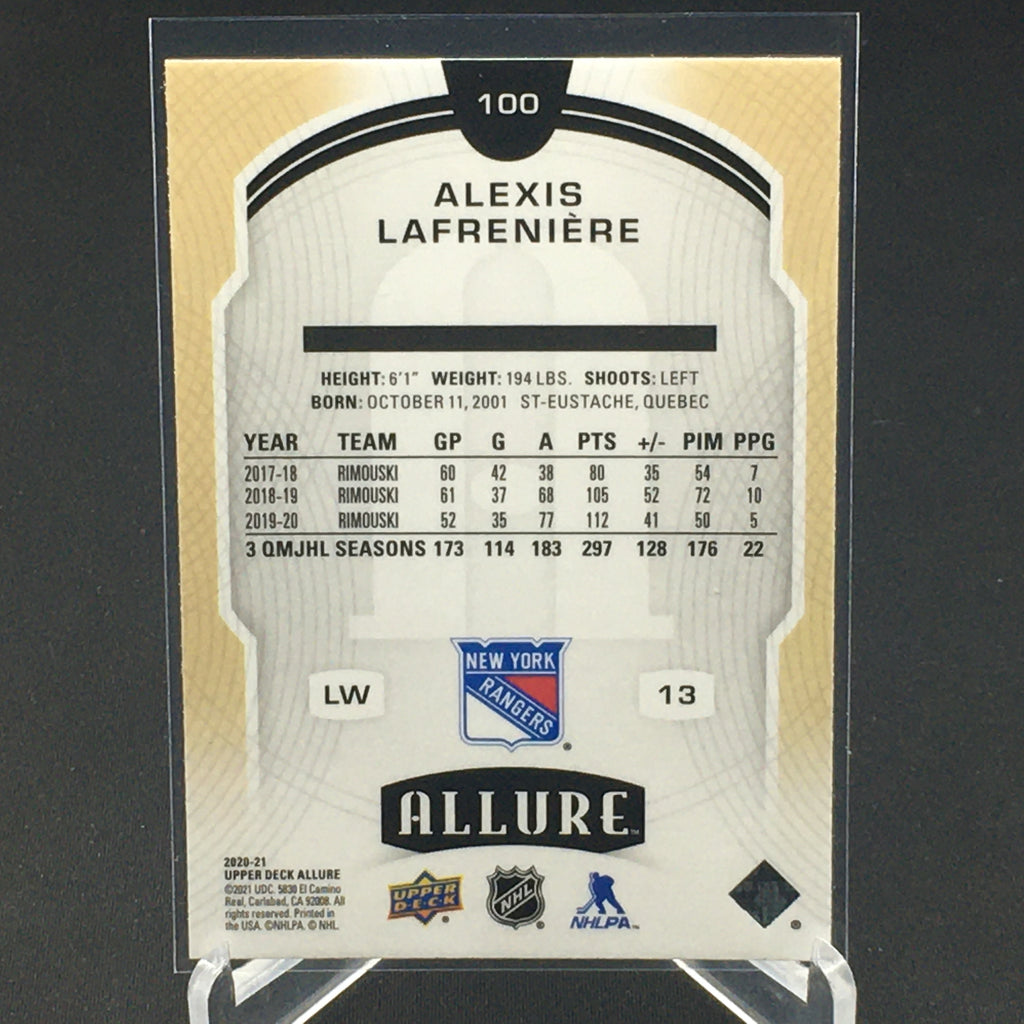 100
ALEXIS
LAFRENIÈRE
HEIGHT: 6'1" WEIGHT: 194 LBS. SHOOTS: LEFT
BORN: OCTOBER 11, 2001 ST-EUSTACHE, QUEBEC
YEAR TEAM GP G A PTS +/- PIM PPG
2017-18 RIMOUSKI 60 42 38 80 35 54 7
2018-19 RIMOUSKI 61 37 68 105 52 72 10
2019-20 RIMOUSKI 52 35 77 112 41 50 5
3 QMJHL SEASONS 173 114 183 297 128 176 22
NEW YORK
RANGERS
®
LW
13
ALLURE™
2020-21
UPPER DECK ALLURE
©2021 UDC. 5830 El Camino
Real, Carlsbad, CA 92008. All
rights reserved. Printed in
the USA. ©NHLPA. © NHL.
UPPER
DECK®
NHL®
NHLPA™
®